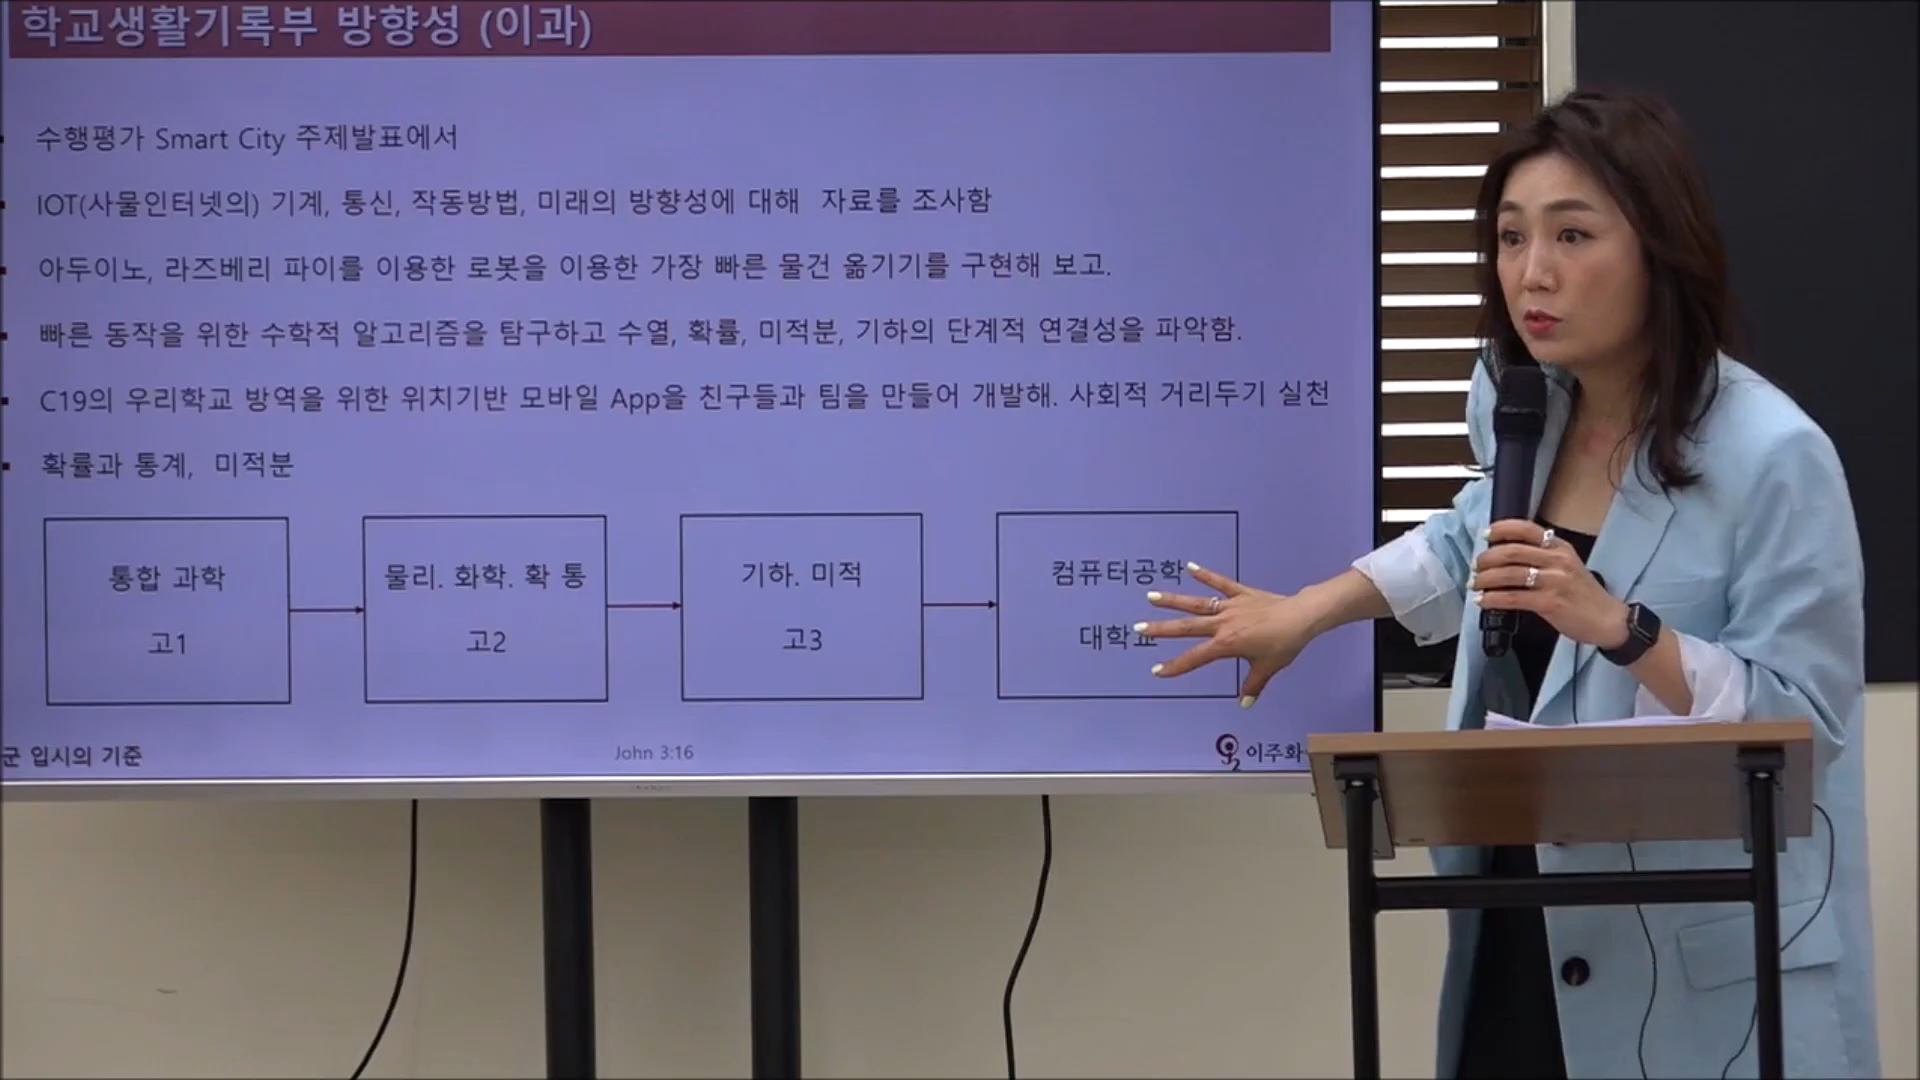 학교생활기록부 방향성 (이과)
수행평가 Smart City 주제발표에서
IOT(사물인터넷의) 기계, 통신, 작동방법, 미래의 방향성에 대해 자료를 조사함
아두이노, 라즈베리 파이를 이용한 로봇을 이용한 가장 빠른 물건 옮기기를 구현해 보고.
빠른 동작을 위한 수학적 알고리즘을 탐구하고 수열, 확률, 미적분, 기하의 단계적 연결성을 파악함.
C19의 우리학교 방역을 위한 위치기반 모바일 App을 친구들과 팀을 만들어 개발해. 사회적 거리두기 실천
확률과 통계, 미적분
통합 과학
고1
물리. 화학. 확 통
고2
기하. 미적
고3
컴퓨터공학
대학교
군 입시의 기준
John 3:16
이주화